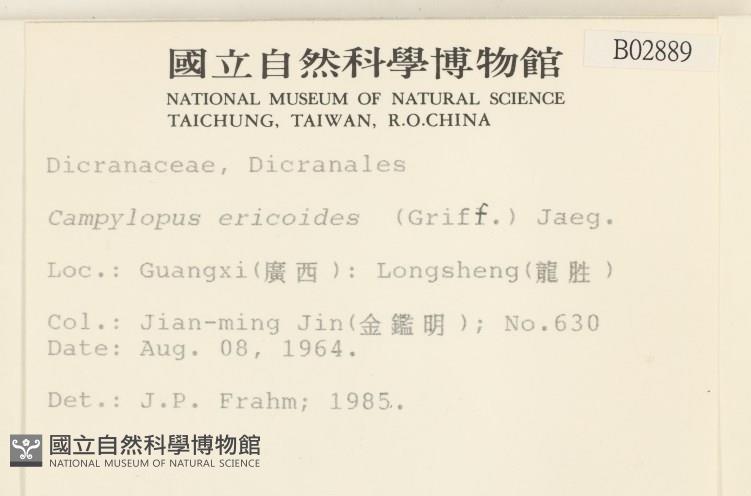 國立自然科學博物館
B02889
NATIONAL MUSEUM OF NATURAL SCIENCE
TAICHUNG, TAIWAN, R.O.CHINA
Dicranaceae, Dicranales
Campylopus ericoides (Griff.) Jaeg.
Loc.: Guangxi(廣西): Longsheng(龍胜)
Col.: Jian-ming Jin(金鑑明); No.630
Date: Aug. 08, 1964.
Det.: J.P. Frahm; 1985.
國立自然科學博物館
NATIONAL MUSEUM OF NATURAL SCIENCE